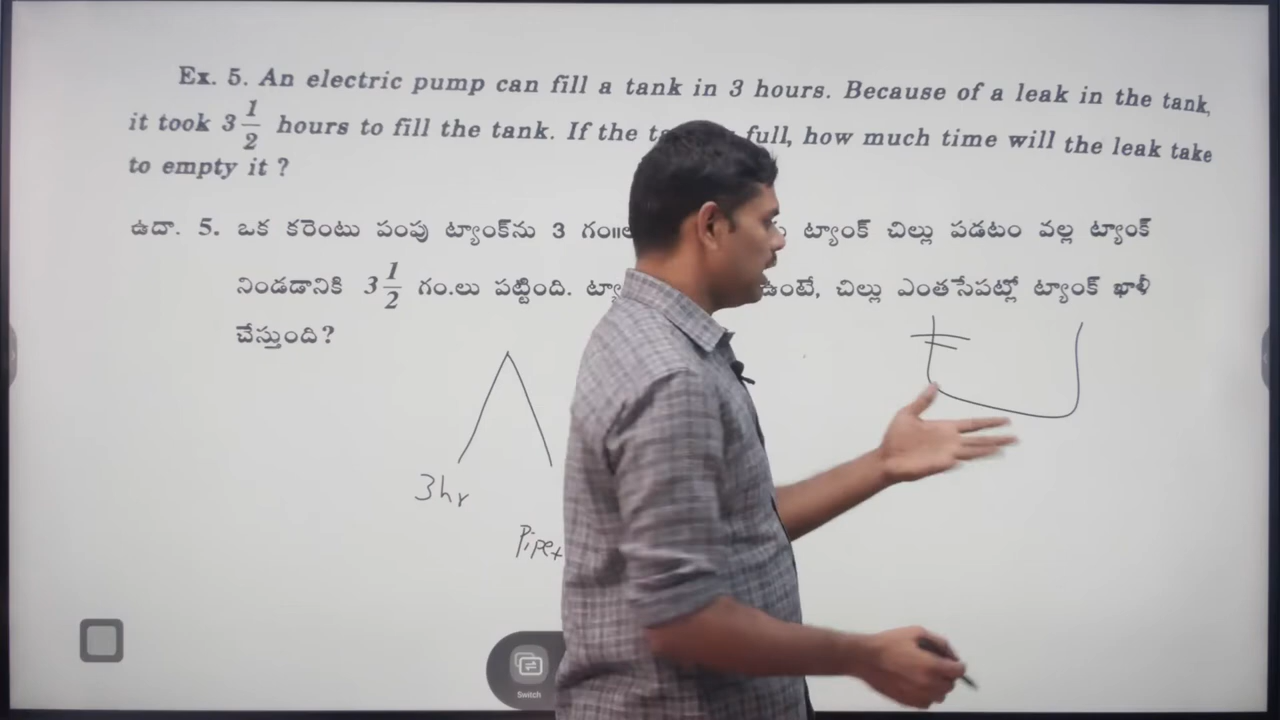 Ex. 5. An electric pump can fill a tank in 3 hours. Because of a leak in the tank,
it took 3 1/2 hours to fill the tank. If the full, how much time will the leak take
to empty it ?
ఉదా. 5. ఒక కరెంటు పంపు ట్యాంక్‌ను 3 ట్యాంక్ చిల్లు పడటం వల్ల ట్యాంక్
నిండడానికి 3 1/2 గం.లు పట్టింది. ఉంటే, చిల్లు ఎంతసేపట్లో ట్యాంక్ ఖాళీ
చేస్తుంది?
3hr
Pipe+
Switch